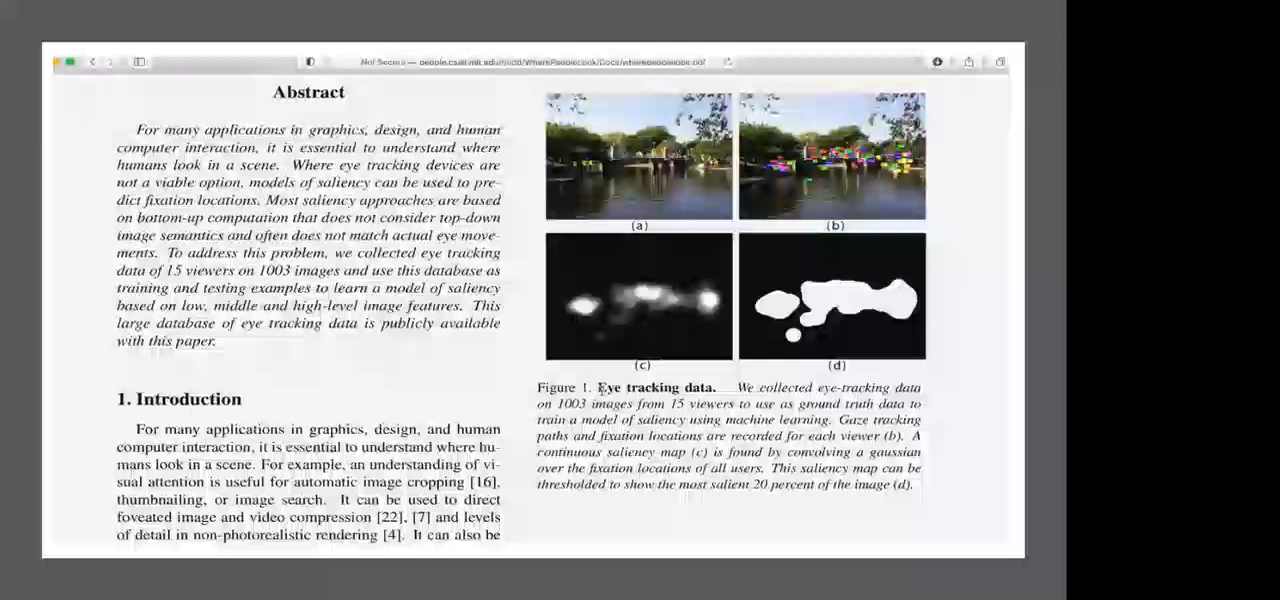 Not Secure —
Abstract
For many applications in graphics, design, and human
computer interaction, it is essential to understand where
humans look in a scene. Where eye tracking devices are
not a viable option, models of saliency can be used to pre-
dict fixation locations. Most saliency approaches are based
on bottom-up computation that does not consider top-down
image semantics and often does not match actual eye move-
ments. To address this problem, we collected eye tracking
data of 15 viewers on 1003 images and use this database as
training and testing examples to learn a model of saliency
based on low, middle and high-level image features. This
large database of eye tracking data is publicly available
with this paper.
1. Introduction
For many applications in graphics, design, and human
computer interaction, it is essential to understand where hu-
mans look in a scene. For example, an understanding of vi-
sual attention is useful for automatic image cropping [16],
thumbnailing, or image search. It can be used to direct
foveated image and video compression [22], [7] and levels
of detail in non-photorealistic rendering [4]. It can also be
(a)
(b)
(c)
(d)
Figure 1. Eye tracking data. We collected eye-tracking data
on 1003 images from 15 viewers to use as ground truth data to
train a model of saliency using machine learning. Gaze tracking
paths and fixation locations are recorded for each viewer (b). A
continuous saliency map (c) is found by convolving a gaussian
over the fixation locations of all users. This saliency map can be
thresholded to show the most salient 20 percent of the image (d).